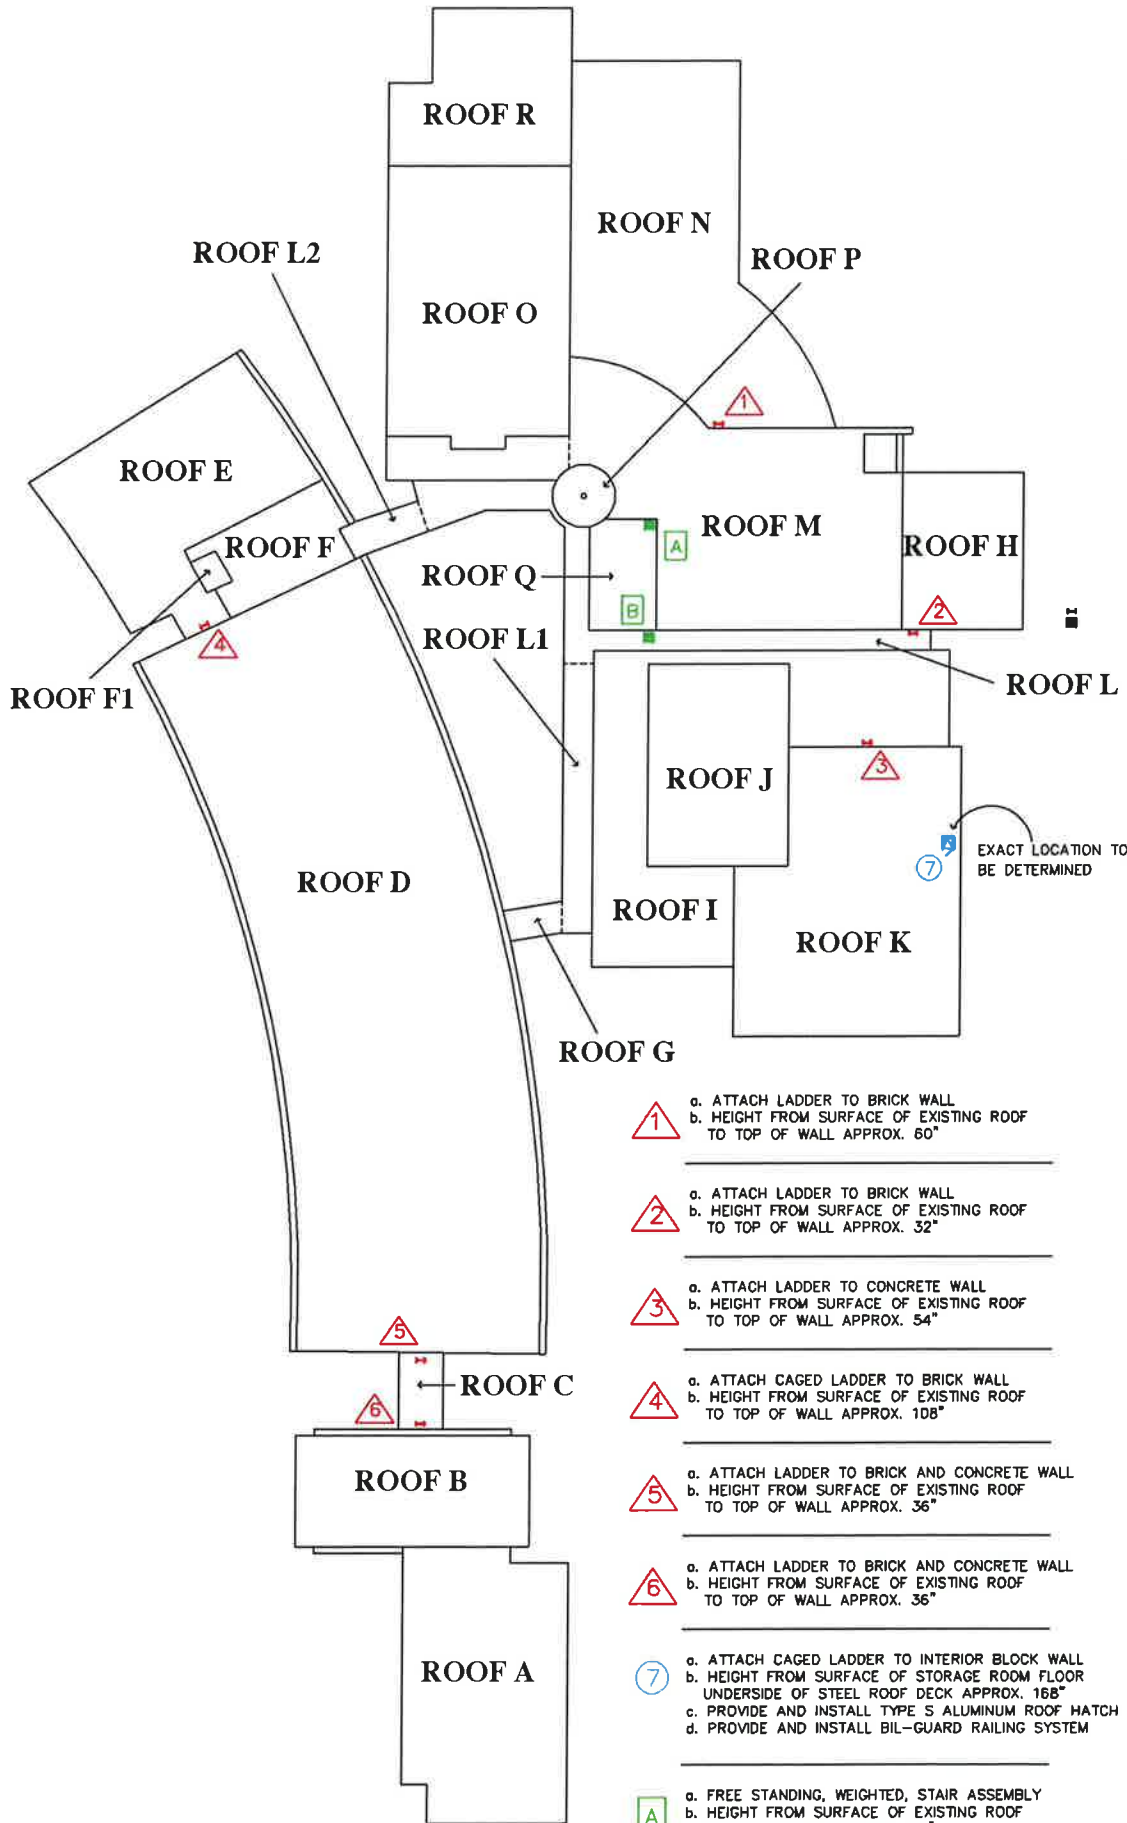 ROOF R
ROOF N
ROOF L2
ROOF P
ROOF O
1
ROOF E
ROOF M
ROOF F
ROOF H
A
ROOF Q
B
2
ROOF L1
4
ROOF F1
ROOF L
3
ROOF J
EXACT LOCATION TO
BE DETERMINED
7
ROOF D
ROOF I
ROOF K
ROOF G
1
a. ATTACH LADDER TO BRICK WALL
b. HEIGHT FROM SURFACE OF EXISTING ROOF
TO TOP OF WALL APPROX. 60"
2
a. ATTACH LADDER TO BRICK WALL
b. HEIGHT FROM SURFACE OF EXISTING ROOF
TO TOP OF WALL APPROX. 32"
3
a. ATTACH LADDER TO CONCRETE WALL
b. HEIGHT FROM SURFACE OF EXISTING ROOF
TO TOP OF WALL APPROX. 54"
5
ROOF C
4
a. ATTACH CAGED LADDER TO BRICK WALL
b. HEIGHT FROM SURFACE OF EXISTING ROOF
TO TOP OF WALL APPROX. 108"
6
ROOF B
5
a. ATTACH LADDER TO BRICK AND CONCRETE WALL
b. HEIGHT FROM SURFACE OF EXISTING ROOF
TO TOP OF WALL APPROX. 36"
6
a. ATTACH LADDER TO BRICK AND CONCRETE WALL
b. HEIGHT FROM SURFACE OF EXISTING ROOF
TO TOP OF WALL APPROX. 36"
ROOF A
7
a. ATTACH CAGED LADDER TO INTERIOR BLOCK WALL
b. HEIGHT FROM SURFACE OF STORAGE ROOM FLOOR
UNDERSIDE OF STEEL ROOF DECK APPROX. 168"
c. PROVIDE AND INSTALL TYPE S ALUMINUM ROOF HATCH
d. PROVIDE AND INSTALL BIL-GUARD RAILING SYSTEM
A
a. FREE STANDING, WEIGHTED, STAIR ASSEMBLY
b. HEIGHT FROM SURFACE OF EXISTING ROOF